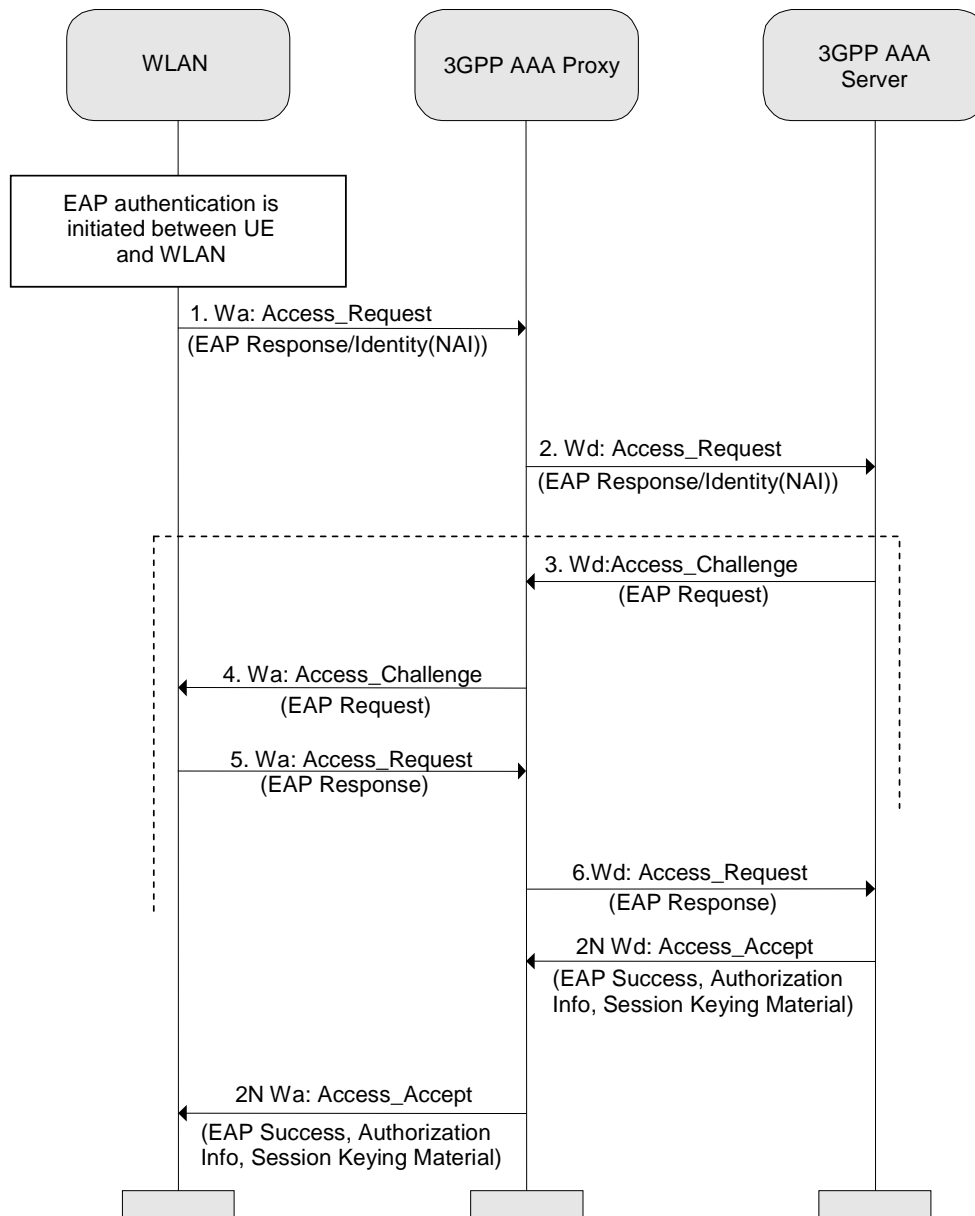 WLAN
3GPP AAA Proxy
3GPP AAA
Server
EAP authentication is
initiated between UE
and WLAN
1. Wa: Access_Request
(EAP Response/Identity(NAI))
2. Wd: Access_Request
(EAP Response/Identity(NAI))
3. Wd:Access_Challenge
(EAP Request)
4. Wa: Access_Challenge
(EAP Request)
5. Wa: Access_Request
(EAP Response)
6.Wd: Access_Request
(EAP Response)
2N Wd: Access_Accept
(EAP Success, Authorization
Info, Session Keying Material)
2N Wa: Access_Accept
(EAP Success, Authorization
Info, Session Keying Material)